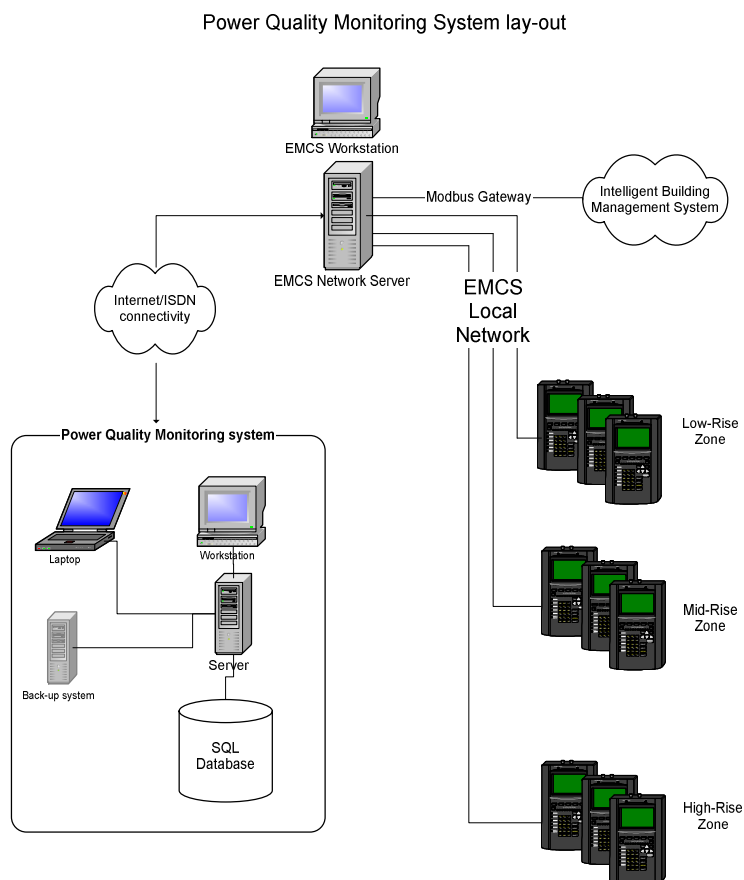 Power Quality Monitoring System lay-out
EMCS Workstation
Modbus Gateway
Intelligent Building
Management System
EMCS Network Server
Internet/ISDN
connectivity
EMCS
Local
Network
Low-Rise
Zone
Power Quality Monitoring system
Laptop
Workstation
Mid-Rise
Zone
Server
Back-up system
SQL
Database
High-Rise
Zone